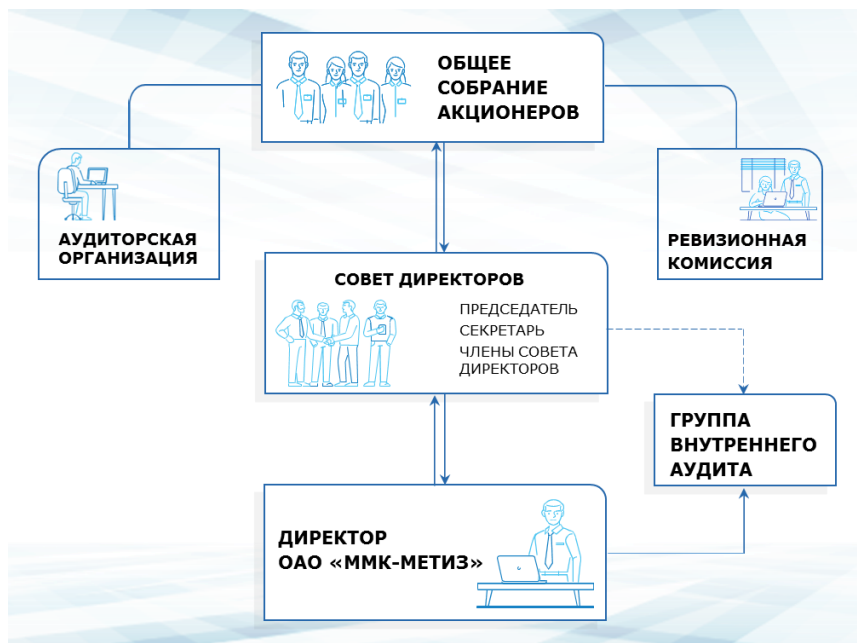 ОБЩЕЕ
СОБРАНИЕ
АКЦИОНЕРОВ
АУДИТОРСКАЯ
ОРГАНИЗАЦИЯ
РЕВИЗИОННАЯ
КОМИССИЯ
СОВЕТ ДИРЕКТОРОВ
ПРЕДСЕДАТЕЛЬ
СЕКРЕТАРЬ
ЧЛЕНЫ СОВЕТА
ДИРЕКТОРОВ
ГРУППА
ВНУТРЕННЕГО
АУДИТА
ДИРЕКТОР
ОАО «ММК-МЕТИЗ»